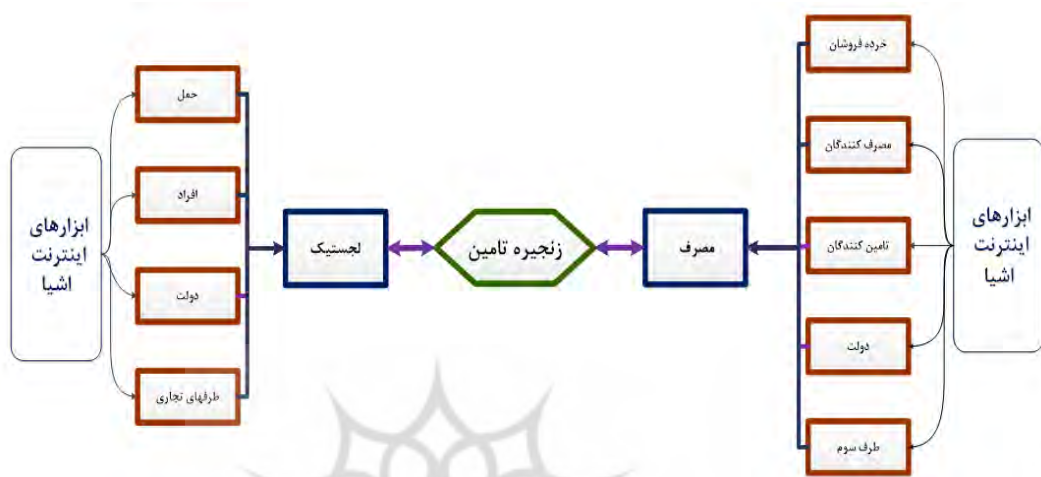 ابزارهای
اینترنت
اشیا
خرده فروشان
مصرف کنندگان
تامین کنندگان
دولت
طرف سوم
مصرف
زنجیره تامین
لجستیک
حمل
افراد
دولت
طرفهای تجاری
ابزارهای
اینترنت
اشیا